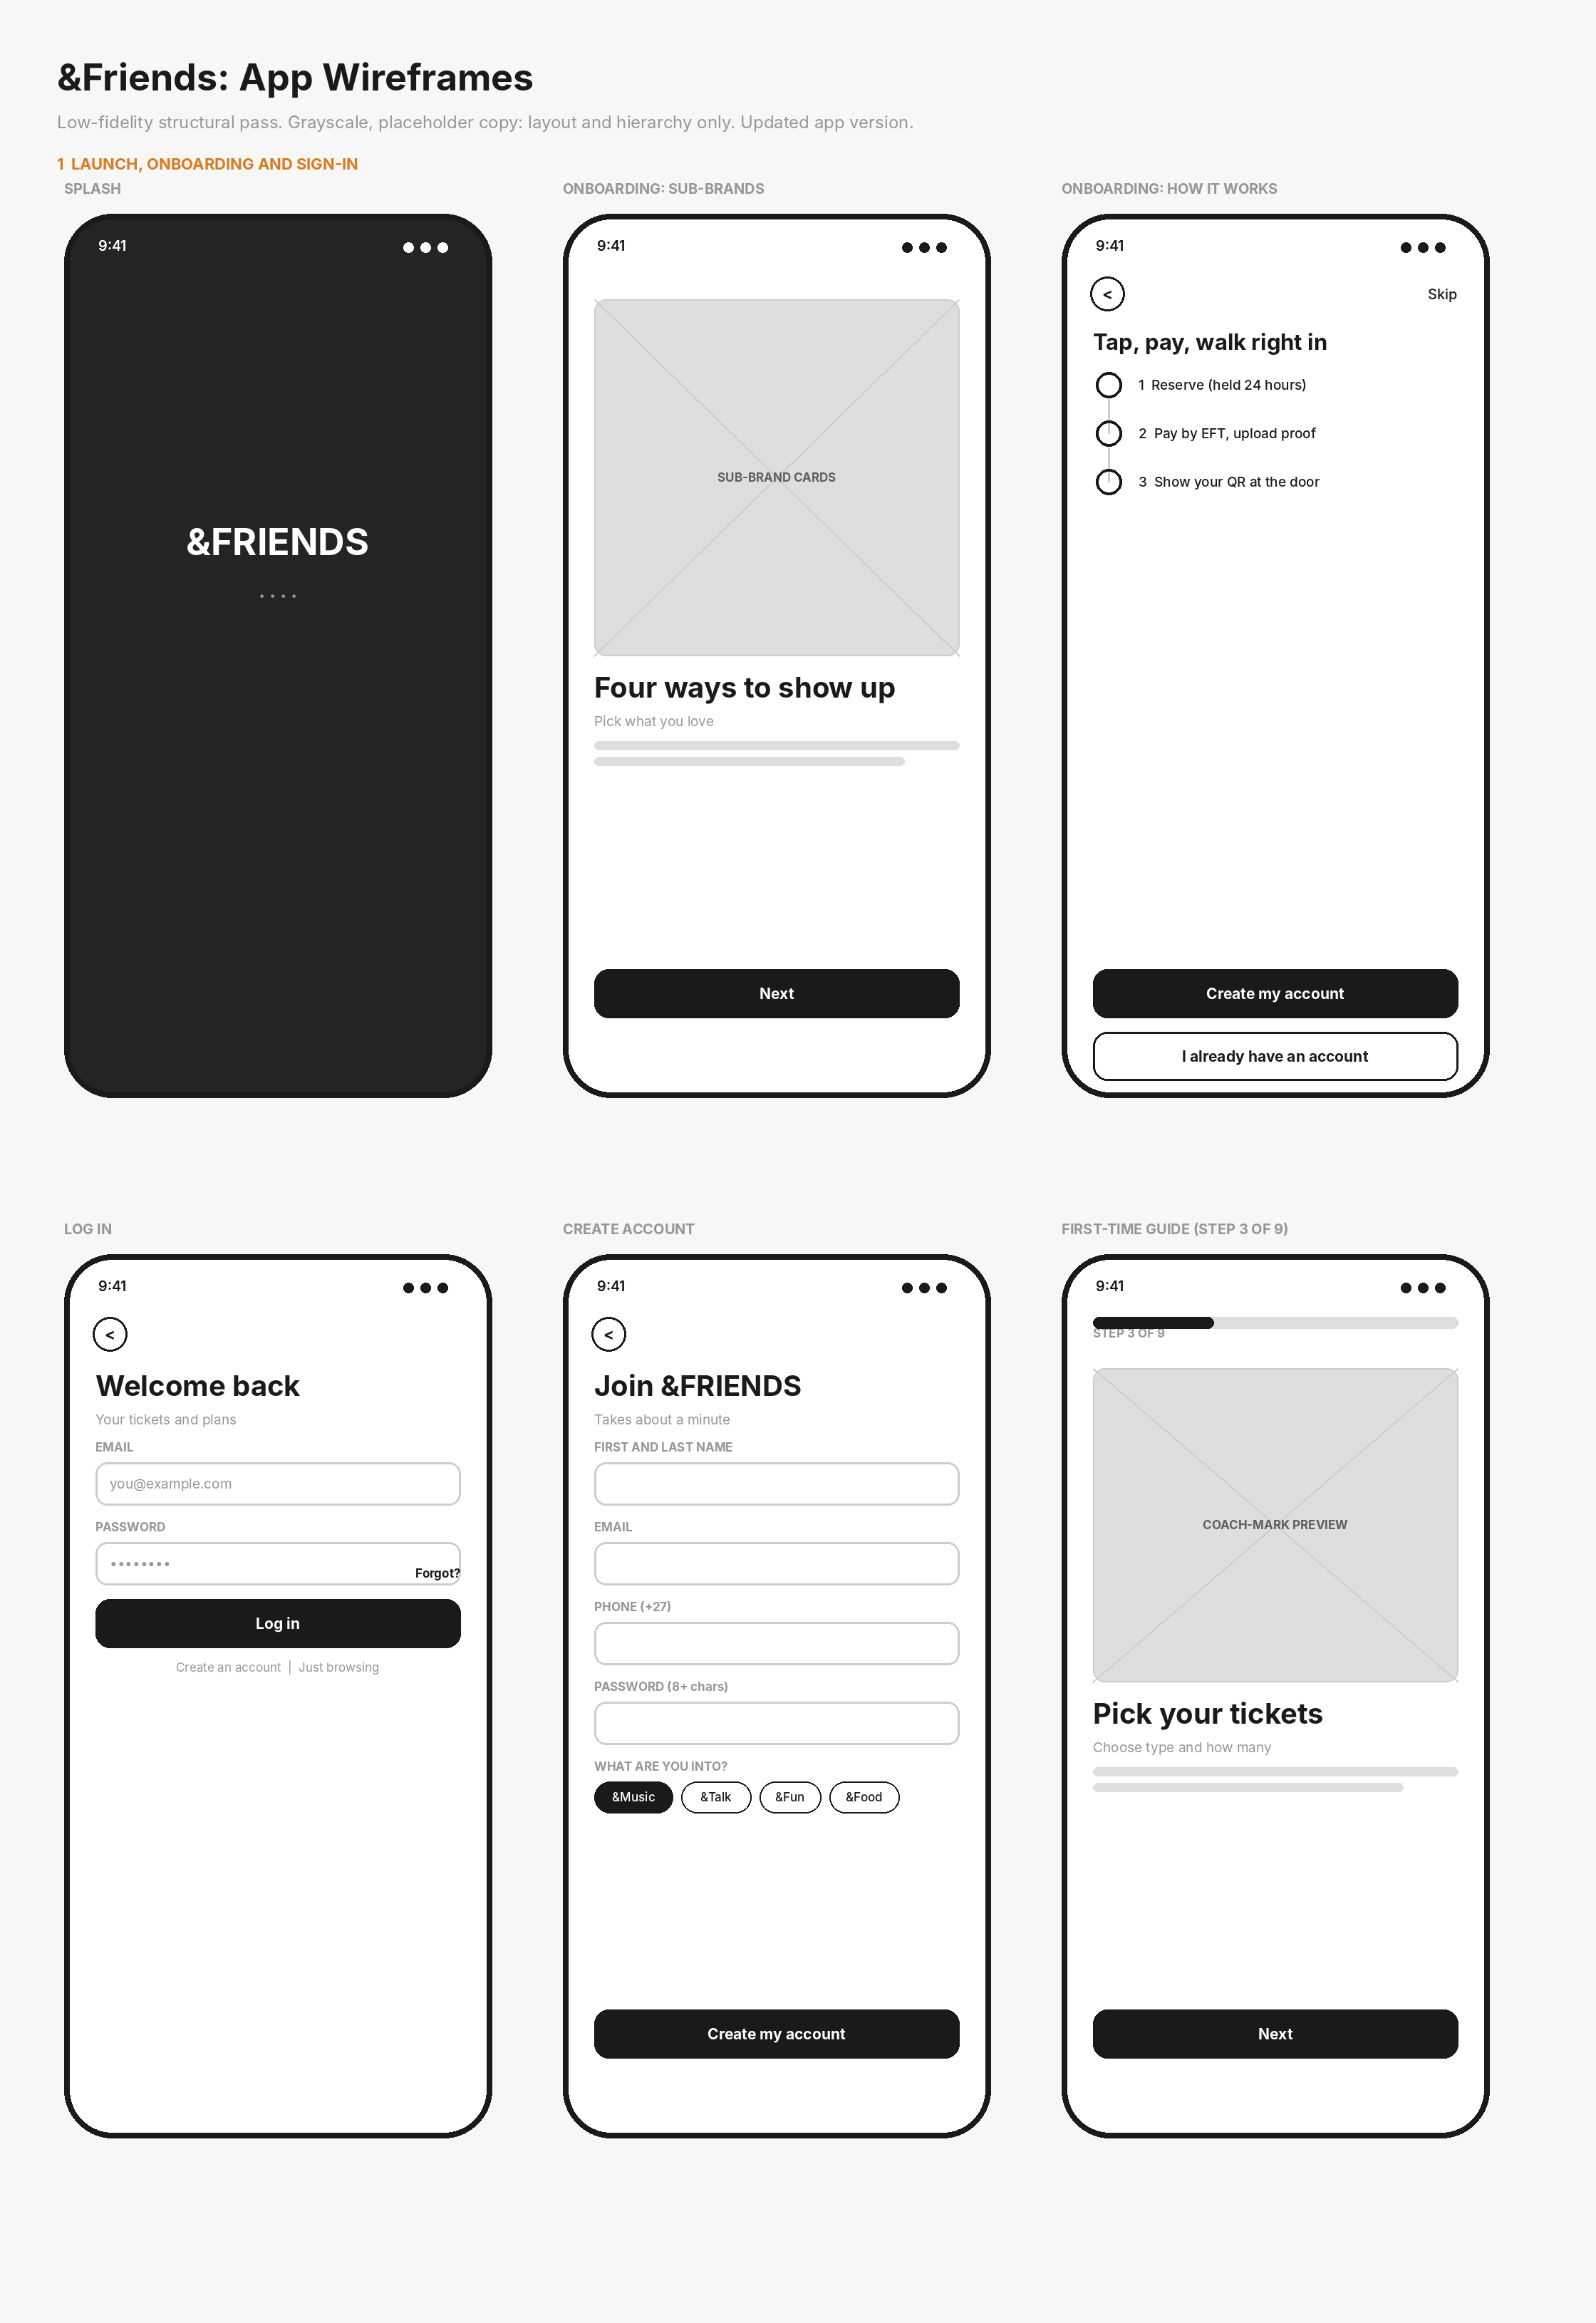 &Friends: App Wireframes
Low-fidelity structural pass. Grayscale, placeholder copy: layout and hierarchy only. Updated app version.
1 LAUNCH, ONBOARDING AND SIGN-IN
SPLASH
9:41
&FRIENDS
ONBOARDING: SUB-BRANDS
9:41
SUB-BRAND CARDS
Four ways to show up
Pick what you love
Next
ONBOARDING: HOW IT WORKS
9:41
<
Skip
Tap, pay, walk right in
1 Reserve (held 24 hours)
2 Pay by EFT, upload proof
3 Show your QR at the door
Create my account
I already have an account
LOG IN
9:41
<
Welcome back
Your tickets and plans
EMAIL
you@example.com
PASSWORD
••••••••
Forgot?
Log in
Create an account | Just browsing
CREATE ACCOUNT
9:41
<
Join &FRIENDS
Takes about a minute
FIRST AND LAST NAME
EMAIL
PHONE (+27)
PASSWORD (8+ chars)
WHAT ARE YOU INTO?
&Music &Talk &Fun &Food
Create my account
FIRST-TIME GUIDE (STEP 3 OF 9)
9:41
STEP 3 OF 9
COACH-MARK PREVIEW
Pick your tickets
Choose type and how many
Next